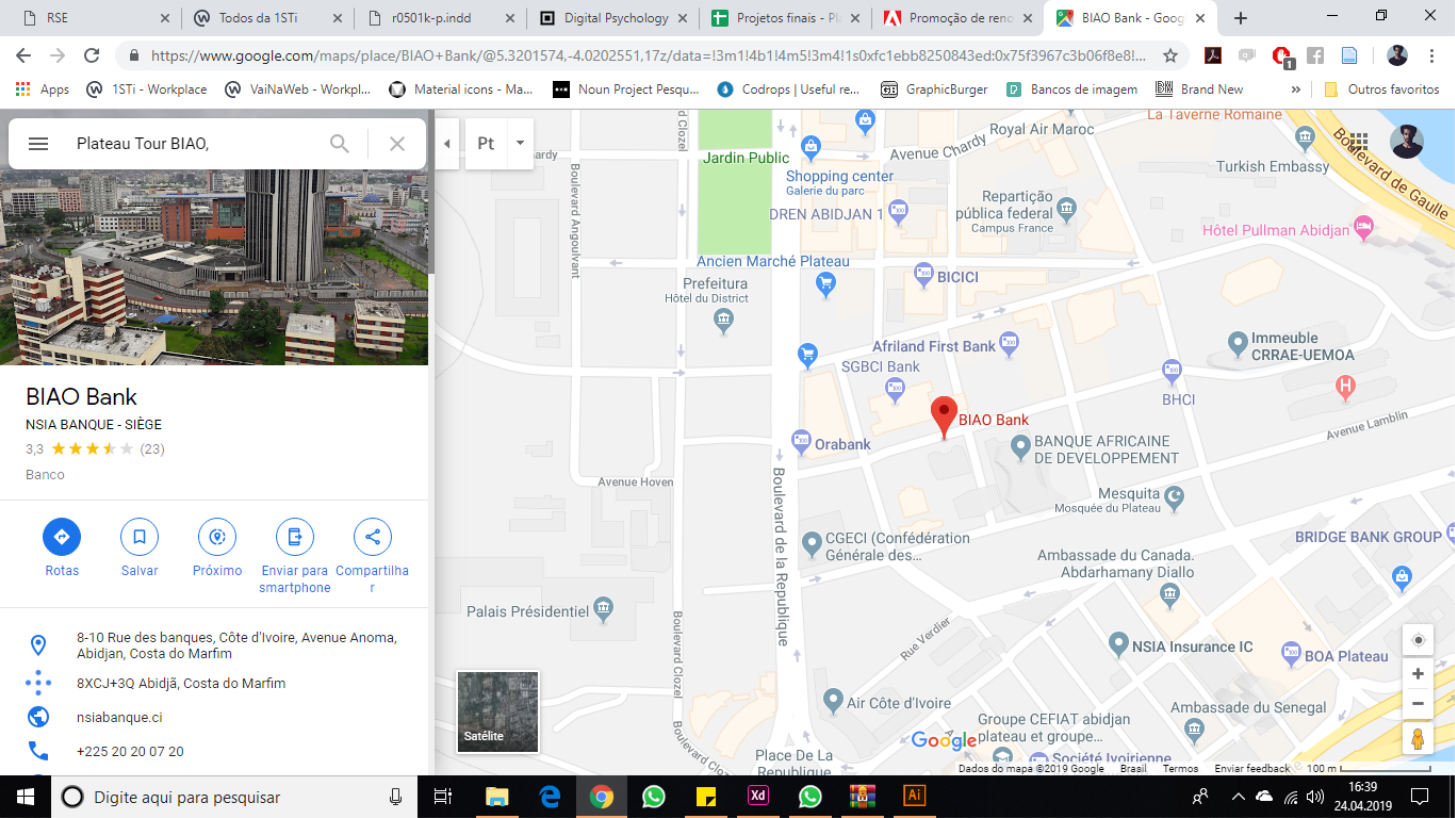 RSE
Todos da 1STi
r0501k-p.indd
Digital Psychology
Projetos finais - Pla
Promoção de reno
BIAO Bank - Goog
https://www.google.com/maps/place/BIAO+Bank/@5.3201574,-4.0202551,17z/data=!3m1!4b1!4m5!3m4!1s0xfc1ebb8250843ed:0x75f3967c3b06f8e8!...
1
Apps
1STi - Workplace
VaiNaWeb - Workpl...
Material icons - Ma...
Noun Project Pesqu...
Codrops | Useful re...
GraphicBurger
Bancos de imagem
Brand New
»
Outros favoritos
Plateau Tour BIAO,
Pt
BIAO Bank
NSIA BANQUE - SIÈGE
3,3 (23)
Banco
Rotas
Salvar
Próximo
Enviar para
smartphone
Compartilha
r
8-10 Rue des banques, Côte d'Ivoire, Avenue Anoma,
Abidjan, Costa do Marfim
8XCJ+3Q Abidjã, Costa do Marfim
nsiabanque.ci
+225 20 20 07 20
d Clozel
ardy
Boulevard Angoulvant
Jardin Public
Shopping center
Galerie du parc
Avenue Chardy
Royal Air Maroc
La Taverne Romaine
Turkish Embassy
Boulevard de Gaulle
DREN ABIDJAN 1
Repartição
pública federal
Campus France
Hôtel Pullman Abidjan
Ancien Marché Plateau
Prefeitura
Hôtel du District
BICICI
Afriland First Bank
SGBCI Bank
Immeuble
CRRAE-UEMOA
BHCI
BIAO Bank
Orabank
BANQUE AFRICAINE
DE DEVELOPPEMENT
Avenue Lamblin
Avenue Hoven
Boulevard de la Republique
Mesquita
Mosquée du Plateau
CGECI (Confédération
Générale des...
BRIDGE BANK GROUP
Ambassade du Canada.
Abdarhamany Diallo
Palais Présidentiel
Boulevard Clozel
Rue Verdier
NSIA Insurance IC
BOA Plateau
Air Côte d'Ivoire
Ambassade du Senegal
Groupe CEFIAT abidjan
plateau et groupe...
Satélite
Boulevard Clozel
Google
Place De La
Republique
Société Ivoirienne
Dados do mapa ©2019 Google
Brasil
Termos
Enviar feedback
100 m
Digite aqui para pesquisar
Xd
Ai
16:39
24.04.2019